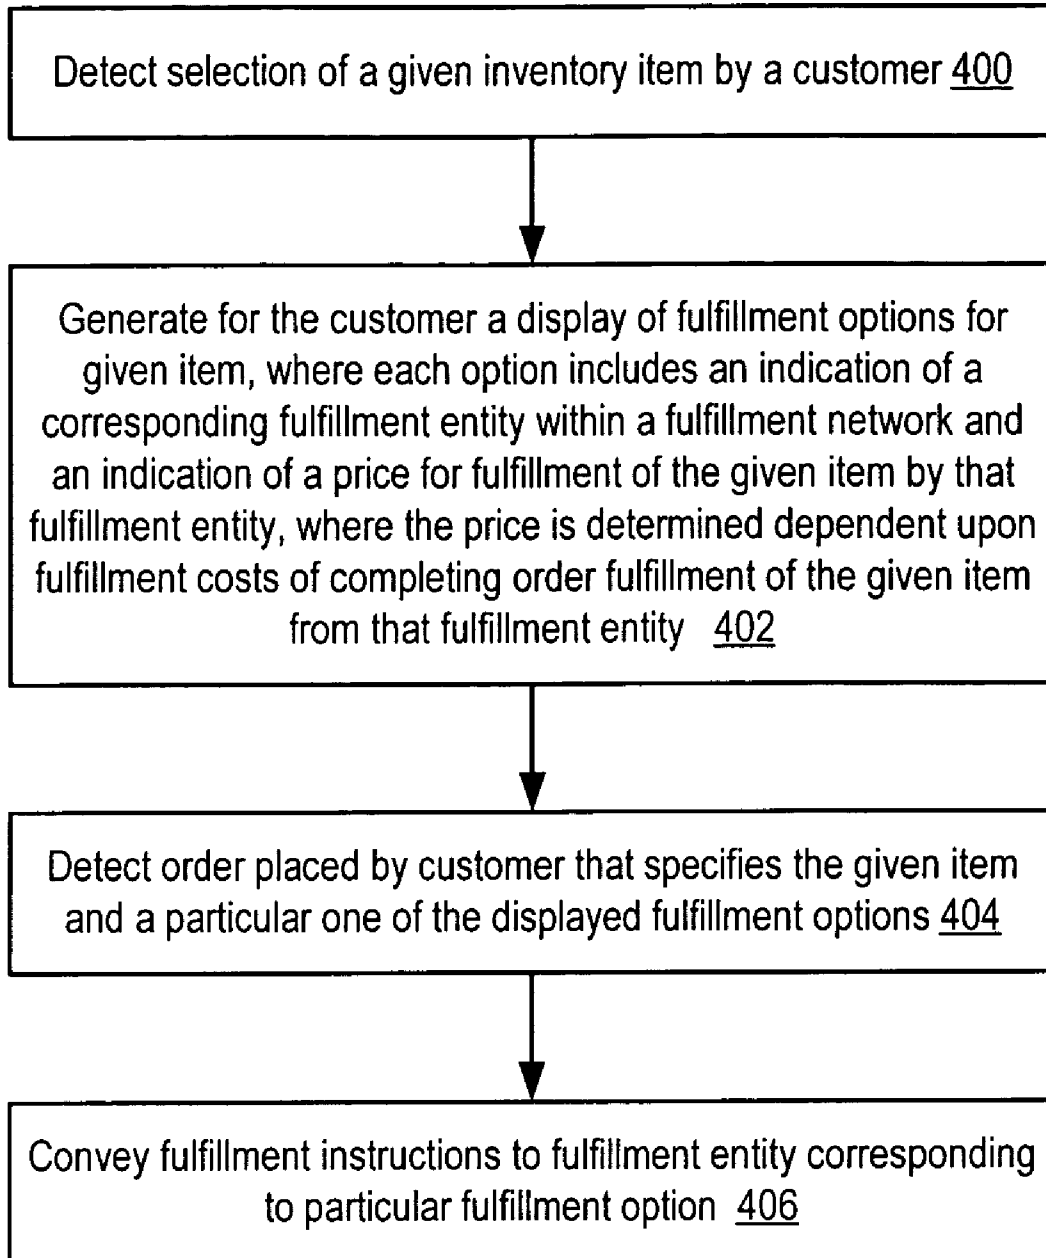 Detect selection of a given inventory item by a customer 400
Generate for the customer a display of fulfillment options for
given item, where each option includes an indication of a
corresponding fulfillment entity within a fulfillment network and
an indication of a price for fulfillment of the given item by that
fulfillment entity, where the price is determined dependent upon
fulfillment costs of completing order fulfillment of the given item
from that fulfillment entity 402
Detect order placed by customer that specifies the given item
and a particular one of the displayed fulfillment options 404
Convey fulfillment instructions to fulfillment entity corresponding
to particular fulfillment option 406